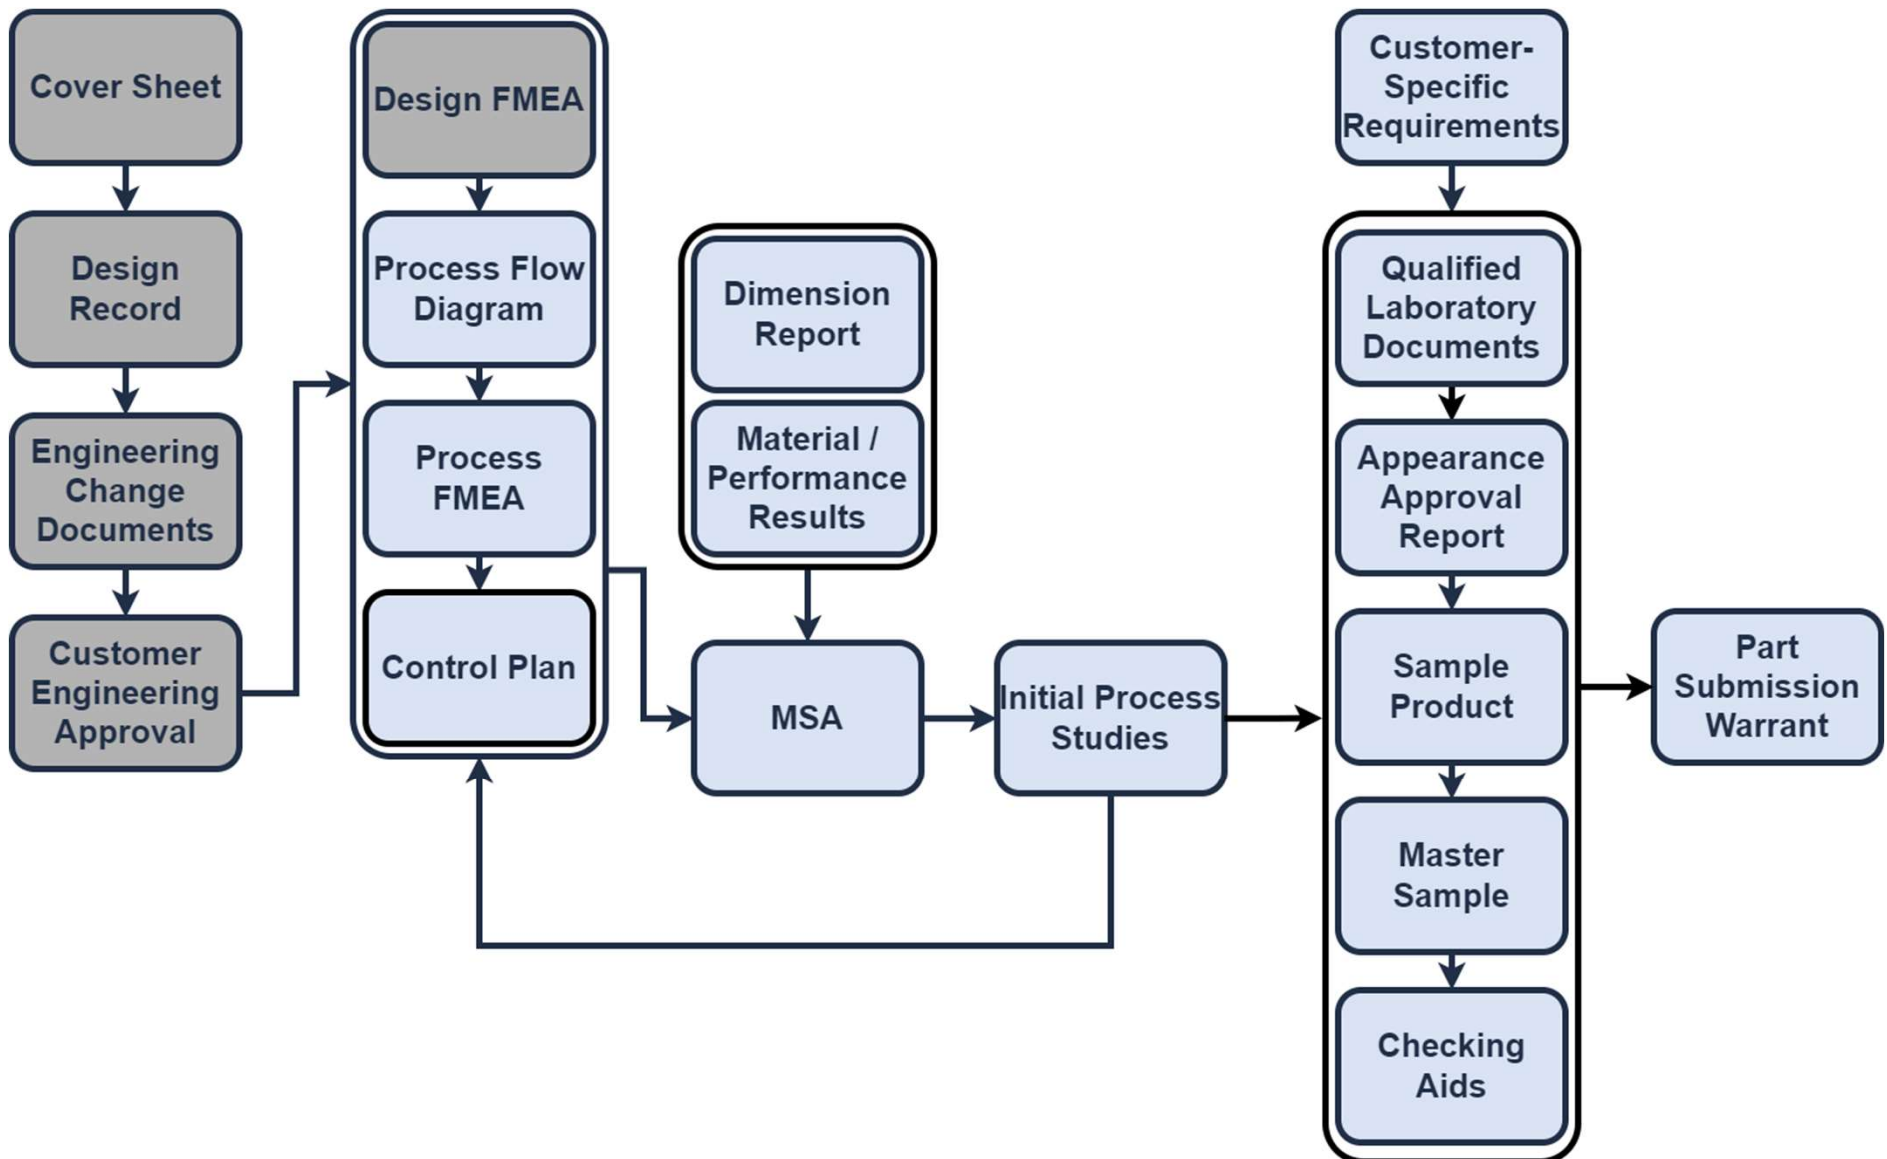 Cover Sheet
Design
Record
Engineering
Change
Documents
Customer
Engineering
Approval
Design FMEA
Process Flow
Diagram
Process
FMEA
Control Plan
Dimension
Report
Material /
Performance
Results
MSA
Initial Process
Studies
Customer-
Specific
Requirements
Qualified
Laboratory
Documents
Appearance
Approval
Report
Sample
Product
Master
Sample
Checking
Aids
Part
Submission
Warrant